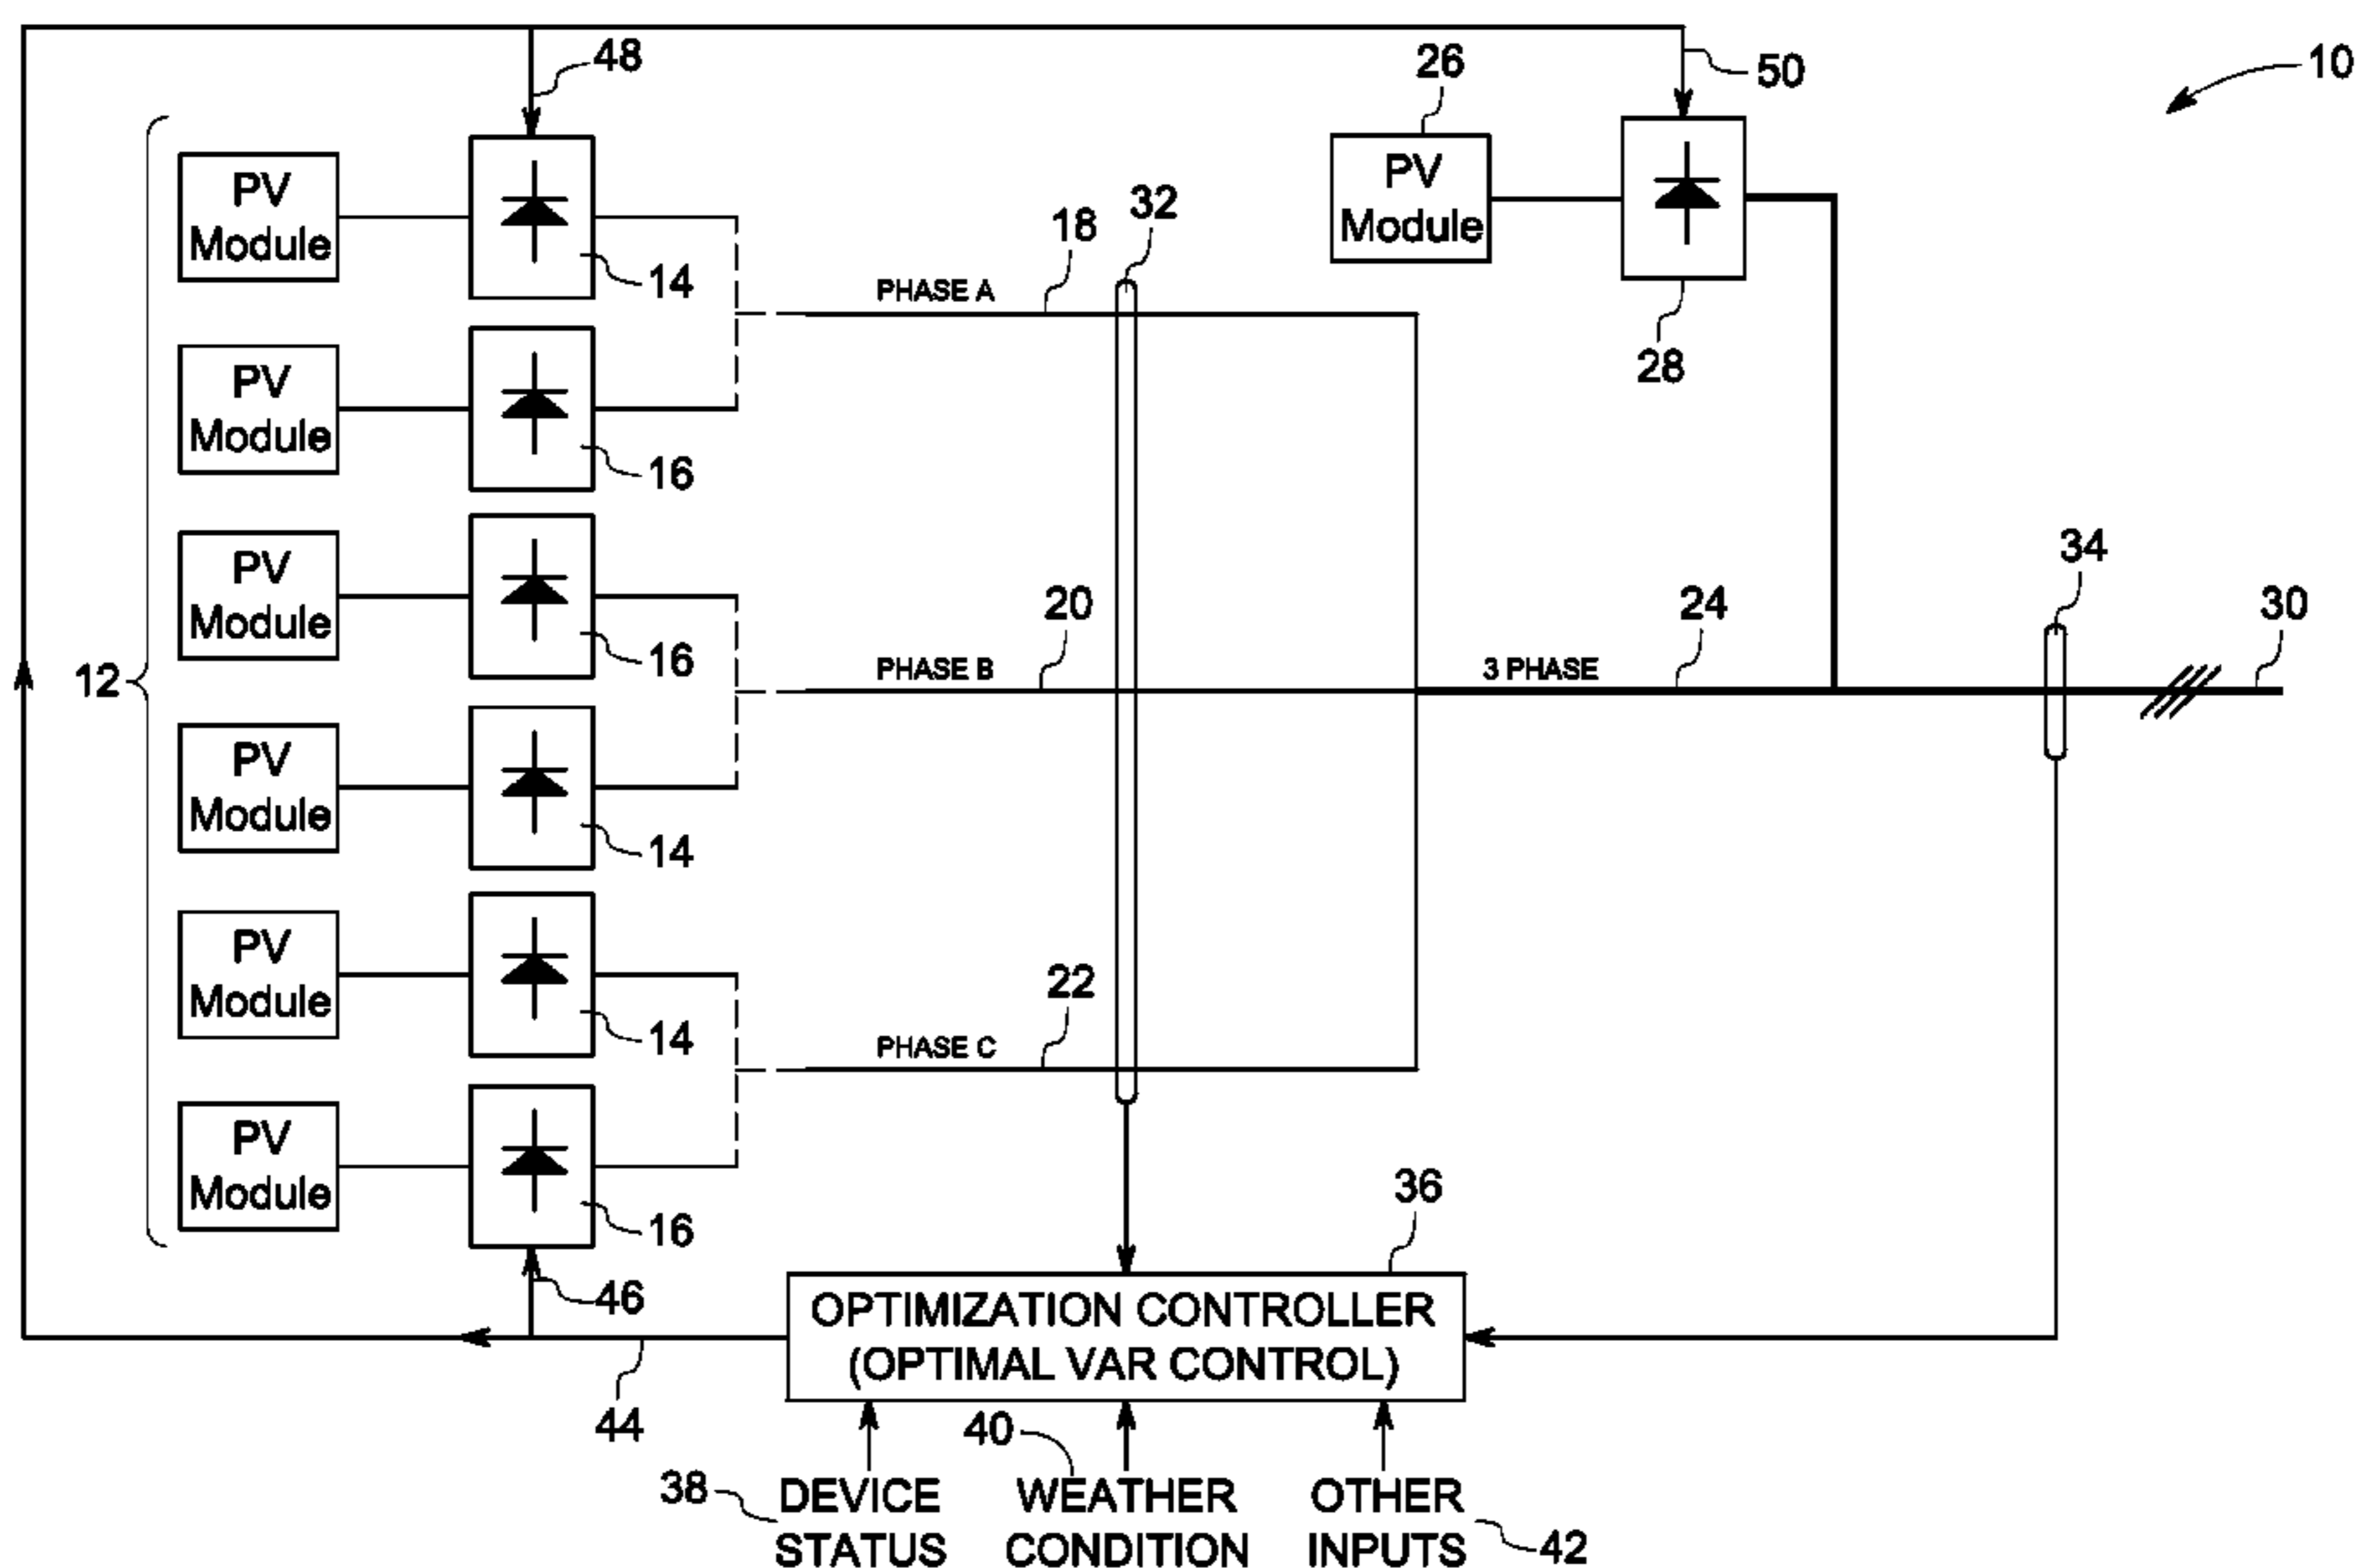 48
26
50
10
PV
Module
14
PV
Module
28
32
18
PHASE A
PV
Module
16
PV
Module
16
12
20
PHASE B
3 PHASE
24
34
30
PV
Module
14
PV
Module
14
22
PHASE C
PV
Module
16
46
36
OPTIMIZATION CONTROLLER
(OPTIMAL VAR CONTROL)
44
38
DEVICE
STATUS
40
WEATHER
CONDITION
OTHER
INPUTS
42